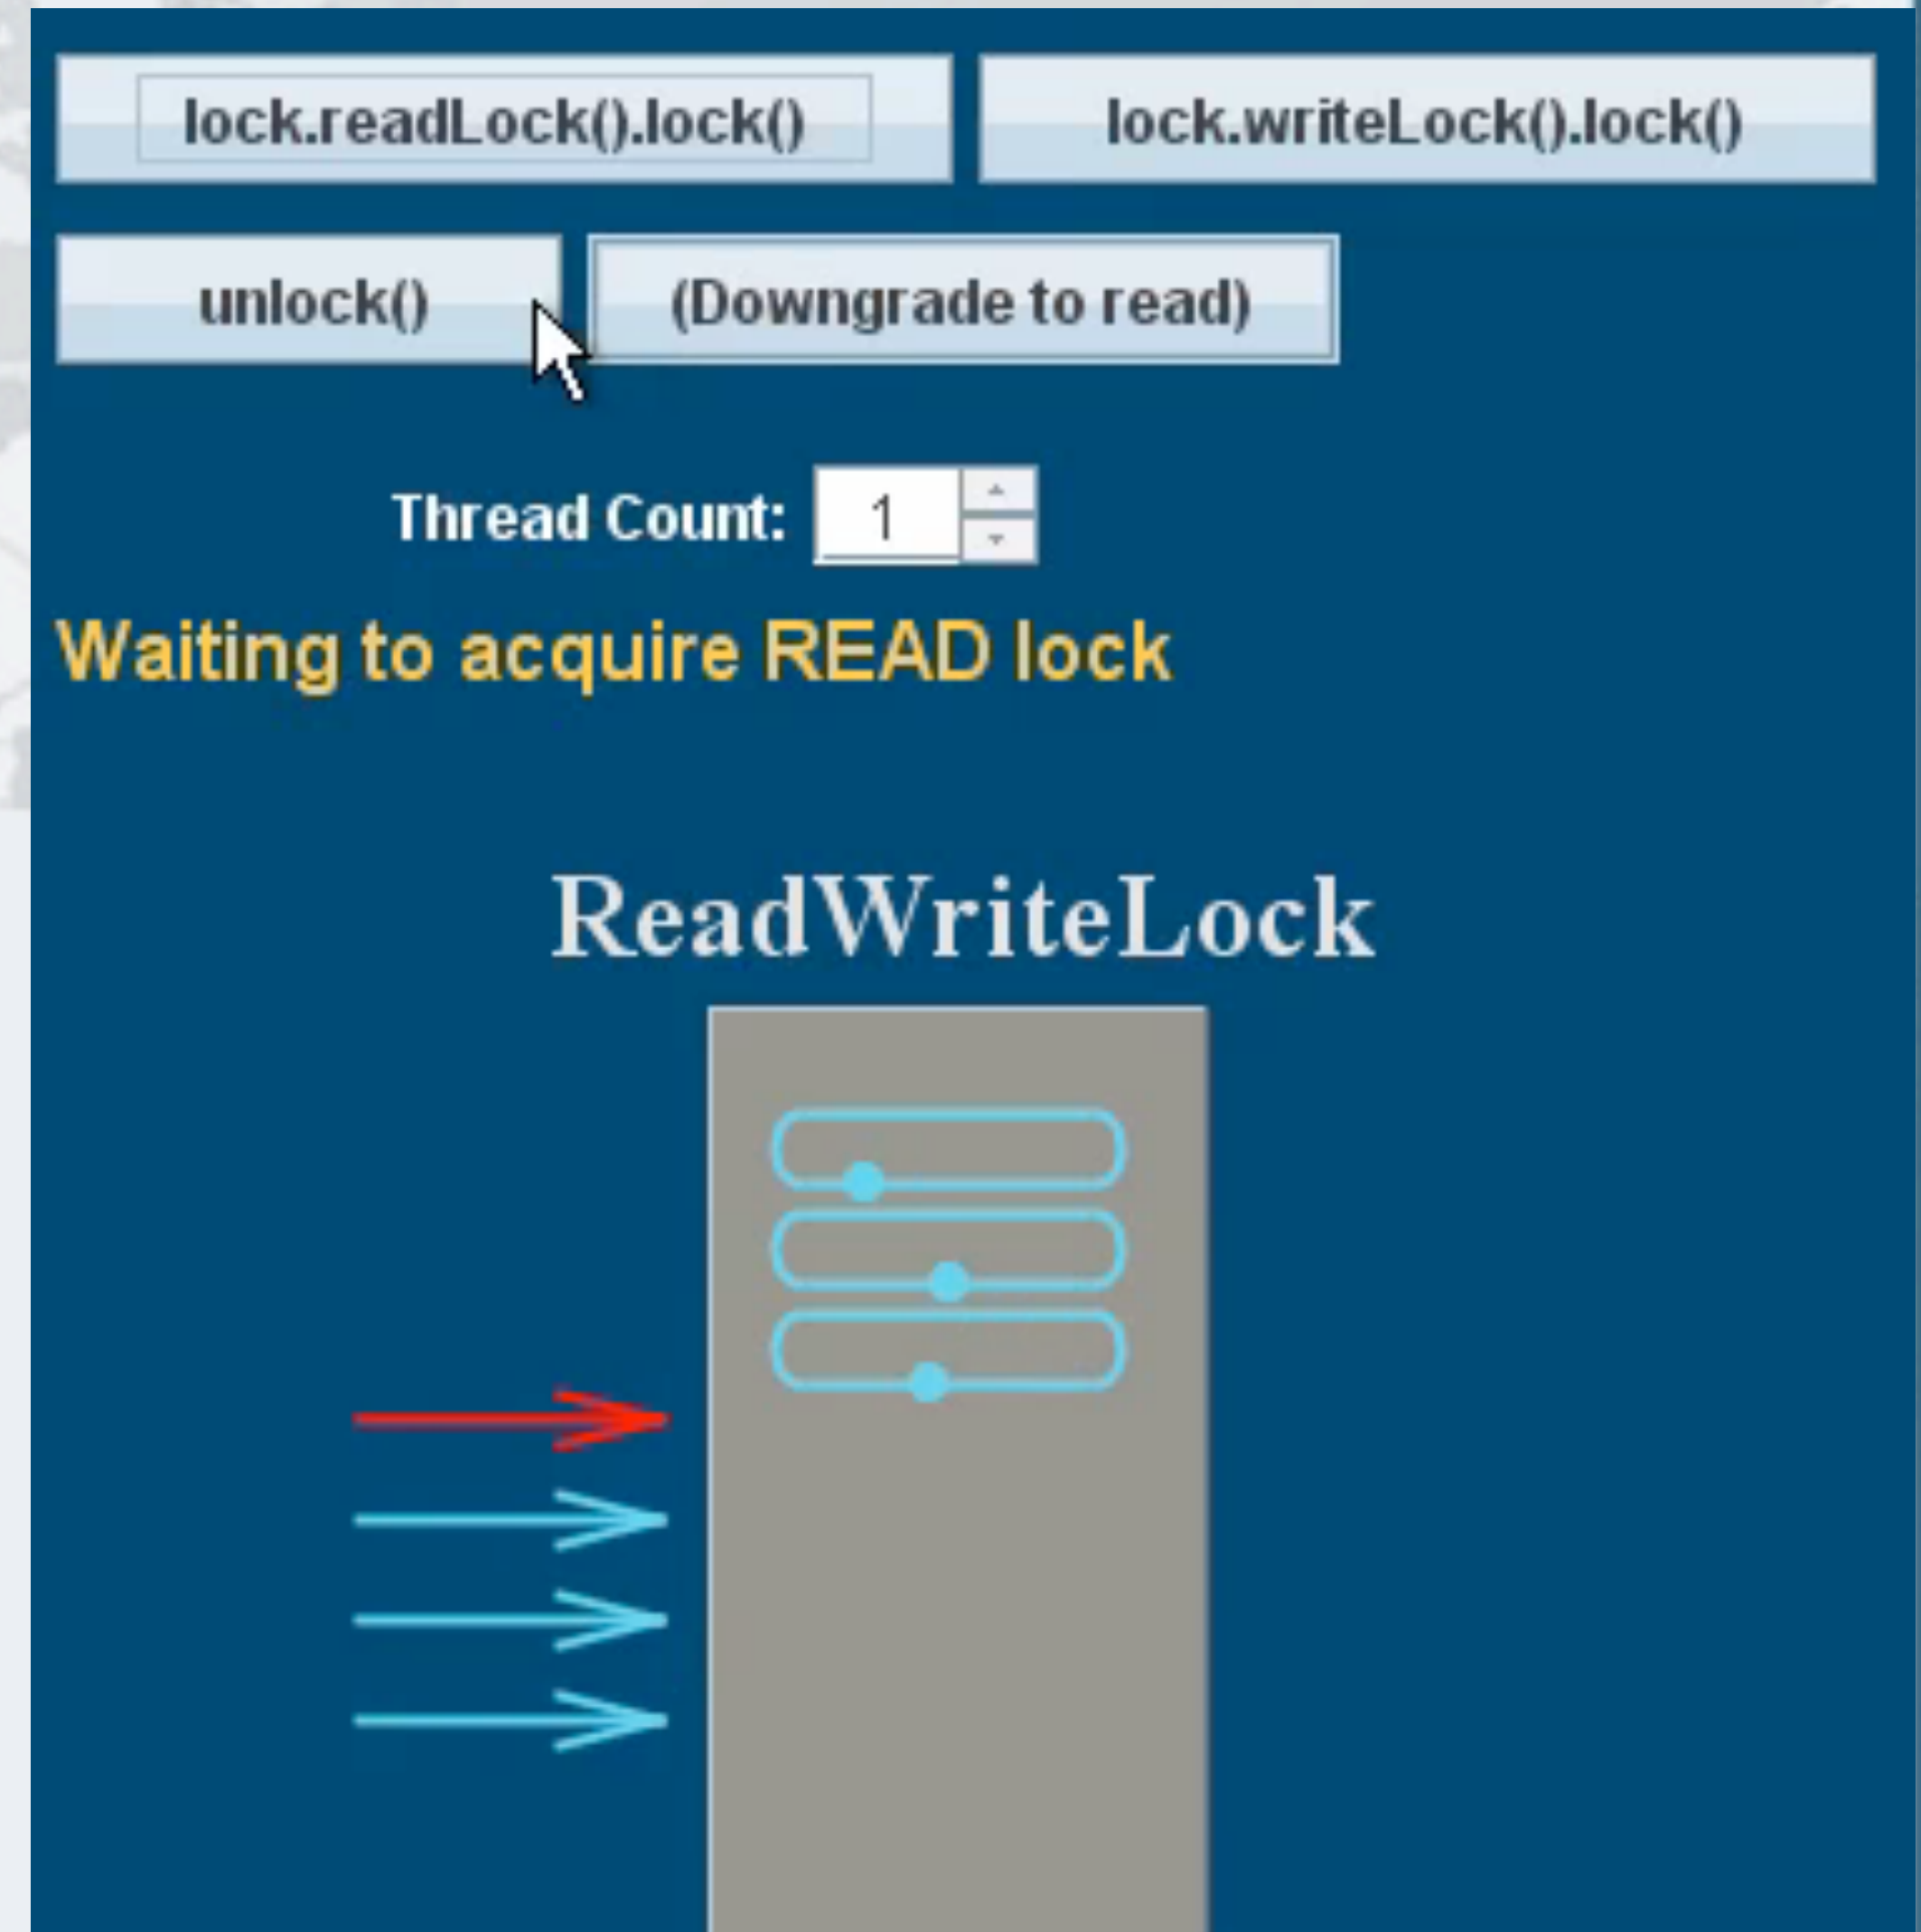 lock.readLock().lock() lock.writeLock().lock()
unlock() (Downgrade to read)
Thread Count: 1
Waiting to acquire READ lock
ReadWriteLock